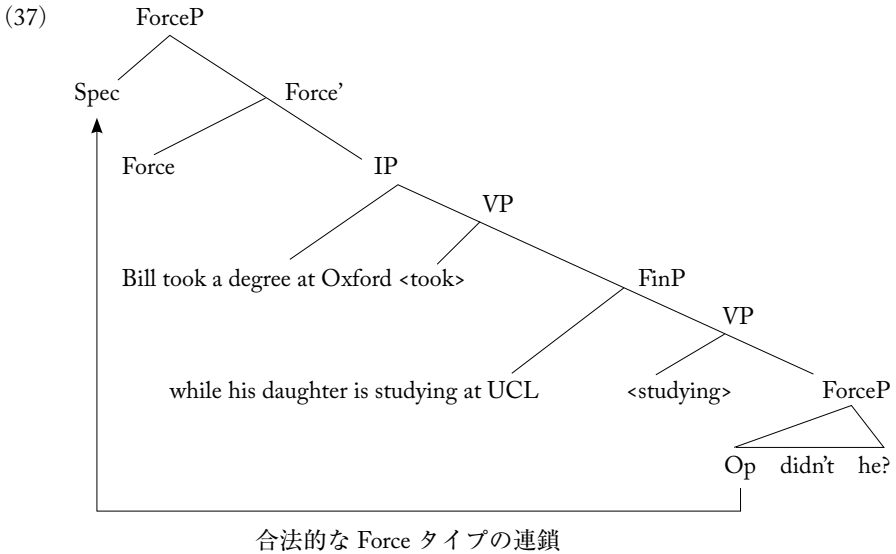 (37) ForceP
Spec Force’
Force IP
VP
Bill took a degree at Oxford <took> FinP
VP
while his daughter is studying at UCL <studying> ForceP
Op didn’t he?
合法的な Force タイプの連鎖